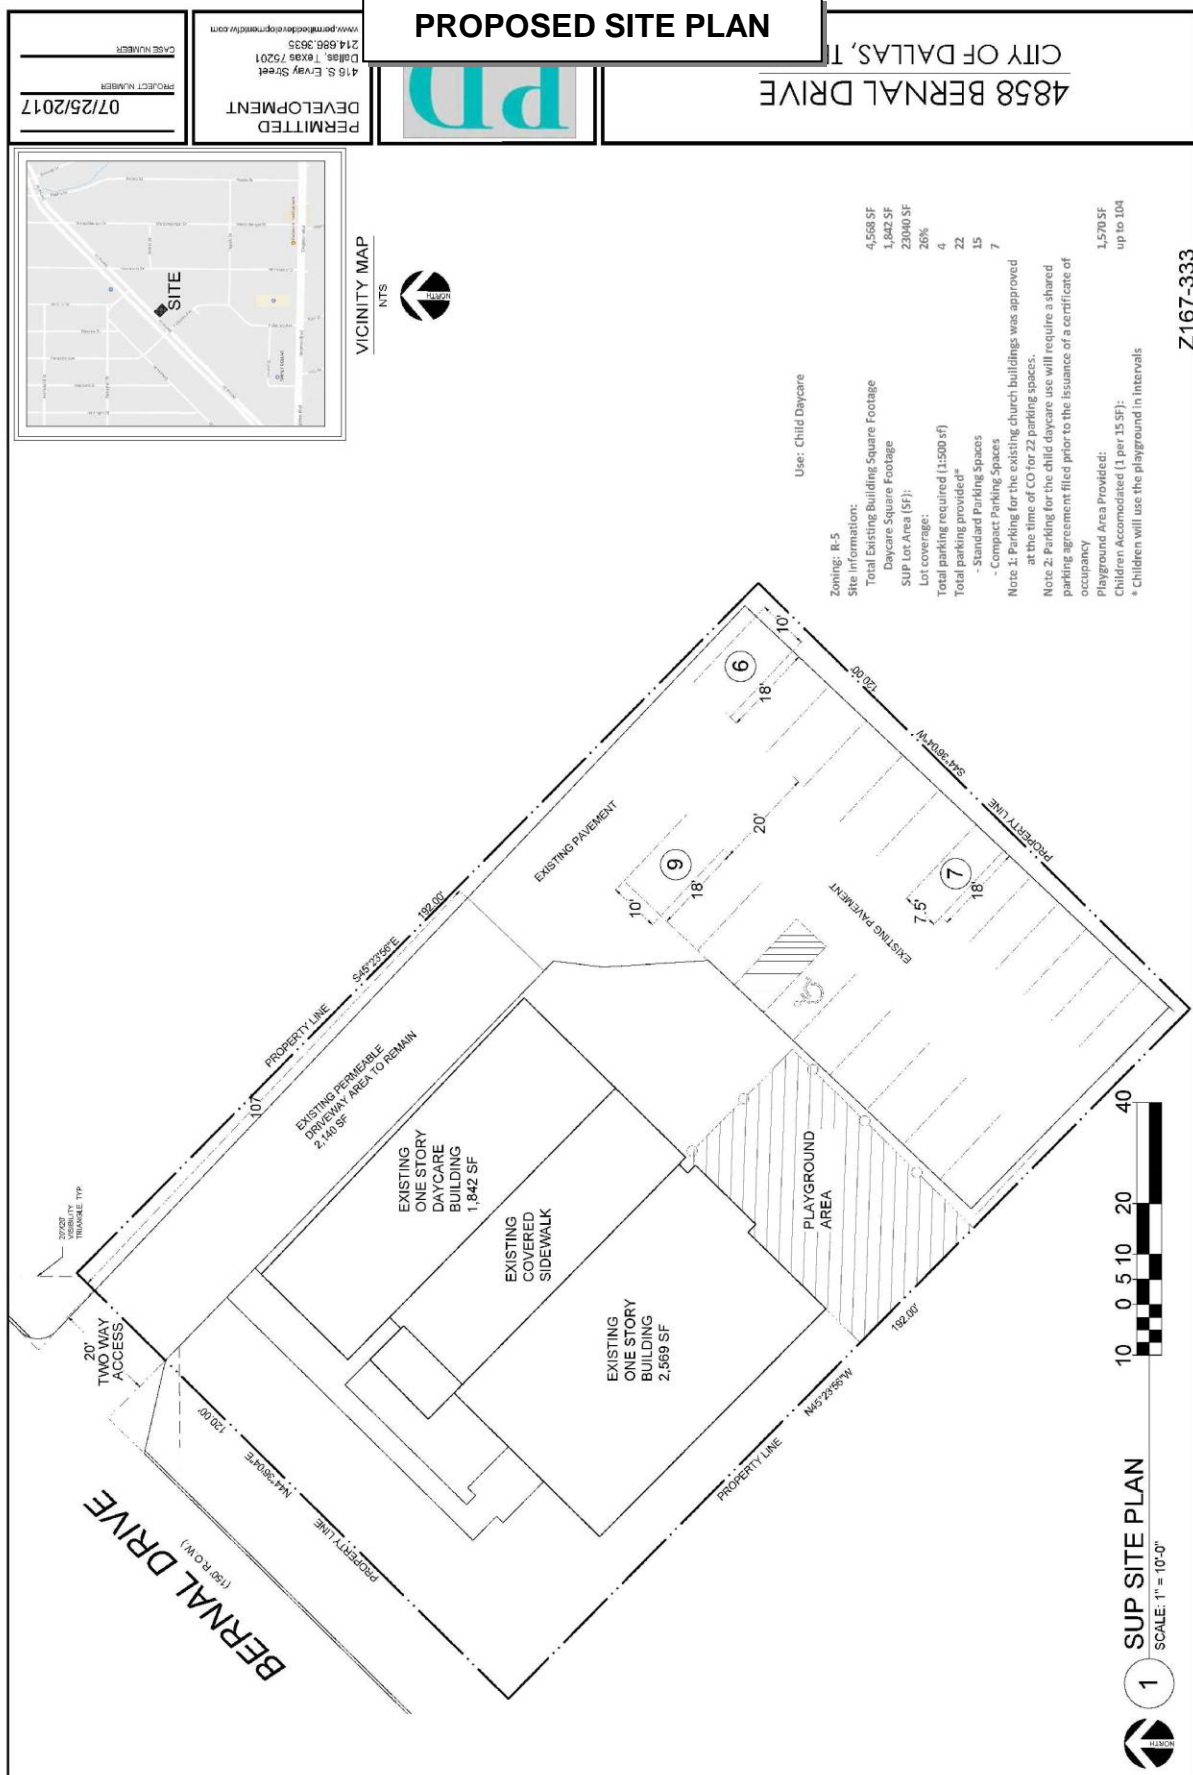 PROPOSED SITE PLAN
4858 BERNAL DRIVE
CITY OF DALLAS,
PD
PERMITTED
DEVELOPMENT
416 S. Ervay Street
Dallas, Texas 75201
214.686.3635
www.permitteddevelopmentdfw.com
07/25/2017
PROJECT NUMBER
CASE NUMBER
SITE
VICINITY MAP
NTS
NORTH
Use: Child Daycare
Zoning: R-5
Site Information:
Total Existing Building Square Footage 4,568 SF
Daycare Square Footage 1,842 SF
SUP Lot Area (SF): 23040 SF
Lot coverage: 26%
Total parking required (1:500 sf) 4
Total parking provided* 22
- Standard Parking Spaces 15
- Compact Parking Spaces 7
Note 1: Parking for the existing church buildings was approved
at the time of CO for 22 parking spaces.
Note 2: Parking for the child daycare use will require a shared
parking agreement filed prior to the issuance of a certificate of
occupancy
Playground Area Provided: 1,570 SF
Children Accomodated (1 per 15 SF): up to 104
* Children will use the playground in intervals
Z167-333
BERNAL DRIVE
(150' R.O.W.)
20'
TWO WAY
ACCESS
20'X20'
VISIBILITY
TRIANGLE TYP.
N44°36'04"E
120.00'
PROPERTY LINE
107'
PROPERTY LINE
S45°23'56"E
192.00'
EXISTING PERMEABLE
DRIVEWAY AREA TO REMAIN
2,140 SF
EXISTING
ONE STORY
DAYCARE
BUILDING
1,842 SF
EXISTING
COVERED
SIDEWALK
EXISTING
ONE STORY
BUILDING
2,569 SF
PLAYGROUND
AREA
EXISTING PAVEMENT
EXISTING PAVEMENT
6
18'
10'
9
10'
18'
20'
7
7.5'
18'
120.00'
S44°36'04"W
PROPERTY LINE
192.00'
N45°23'56"W
PROPERTY LINE
1
SUP SITE PLAN
SCALE: 1" = 10'-0"
10 0 5 10 20 40
NORTH